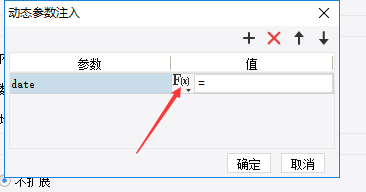 动态参数注入
参数 值
date F(x) =
确定 取消
不扩展